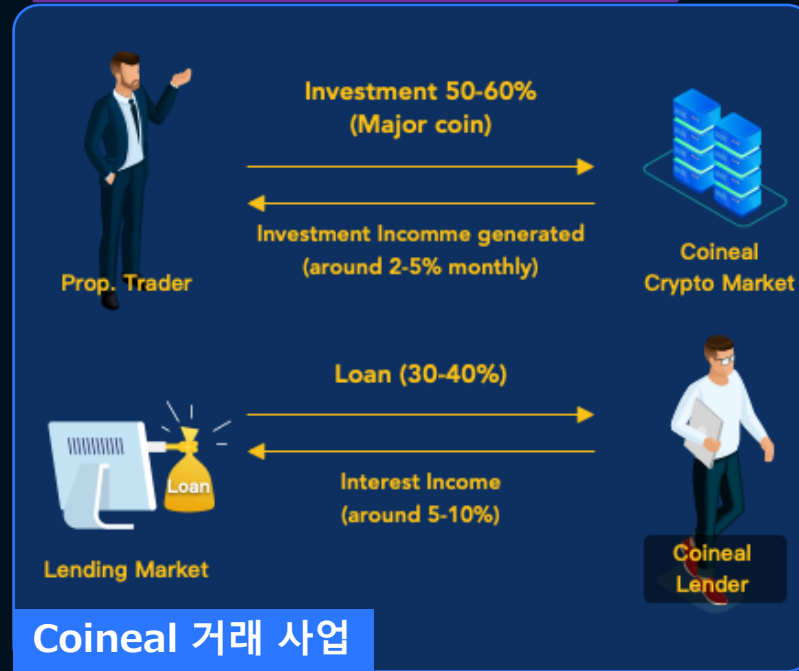 Investment 50-60%
(Major coin)
Investment Incomme generated
(around 2-5% monthly)
Prop. Trader
Coineal
Crypto Market
Loan (30-40%)
Loan
Interest Income
(around 5-10%)
Lending Market
Coineal
Lender
Coineal 거래 사업